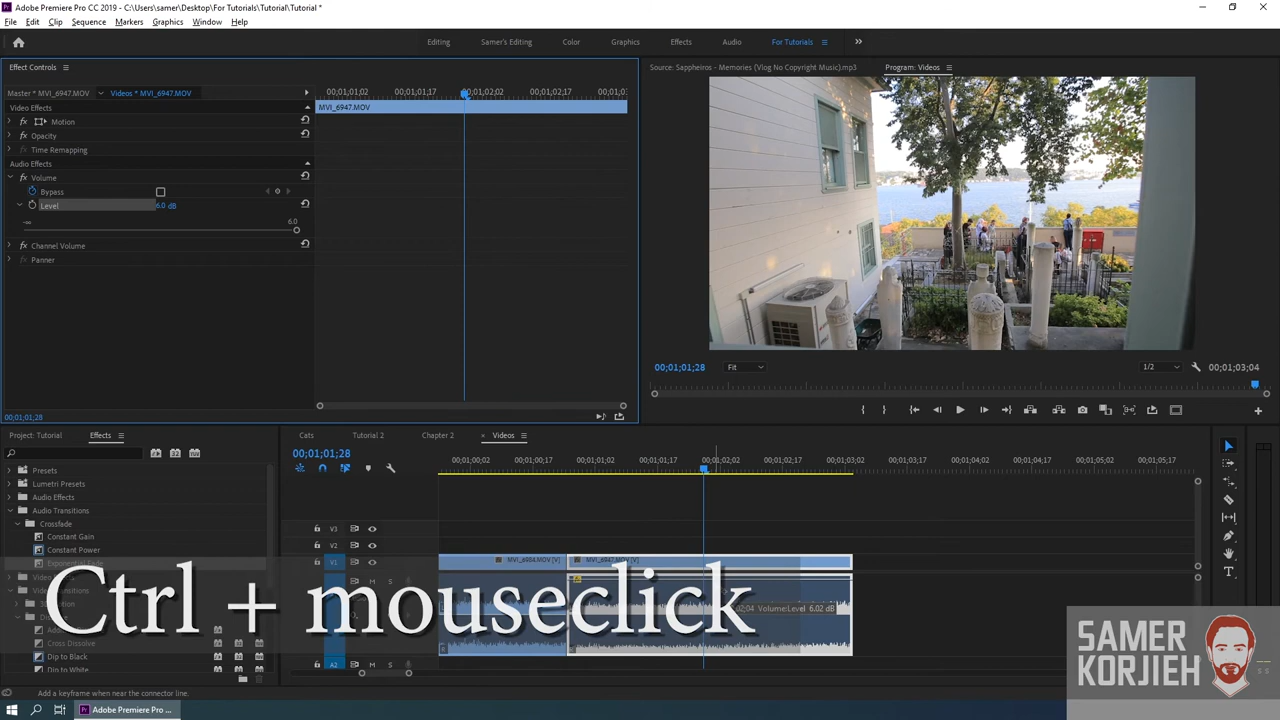 Adobe Premiere Pro CC 2019 - C:\Users\samer\Desktop\For Tutorials\Tutorial\Tutorial *
File Edit Clip Sequence Markers Graphics Window Help
Editing Samer's Editing Color Graphics Effects Audio For Tutorials
Effect Controls
Source: Sappheiros - Memories (Vlog No Copyright Music).mp3 Program: Videos
Master * MVI_6947.MOV Videos * MVI_6947.MOV
00;01;01;02 00;01;01;17 00;01;02;02 00;01;02;17
Video Effects
MVI_6947.MOV
fx Motion
fx Opacity
fx Time Remapping
Audio Effects
fx Volume
Bypass
Level 6.0 dB
-∞ 6.0
fx Channel Volume
fx Panner
00;01;01;28 Fit 1/2 00;01;03;04
00;01;01;28
Project: Tutorial Effects
Cats Tutorial 2 Chapter 2 × Videos
00;01;01;28
00;01;00;02 00;01;00;17 00;01;01;02 00;01;01;17 00;01;02;02 00;01;02;17 00;01;03;02 00;01;03;17 00;01;04;02 00;01;04;17 00;01;05;02 00;01;05;17
Presets
Lumetri Presets
Audio Effects
Audio Transitions
Crossfade
Constant Gain
Constant Power
Exponential Fade
V3
V2
V1 MVI_6984.MOV [V] MVI_6947.MOV [V]
M S
Ctrl + mouseclick
02;04 Volume:Level 6.02 dB
Cross Dissolve
Dip to Black
Dip to White
A2 M S
SAMER
KORJIEH
Add a keyframe when near the connector line.
Adobe Premiere Pro ...